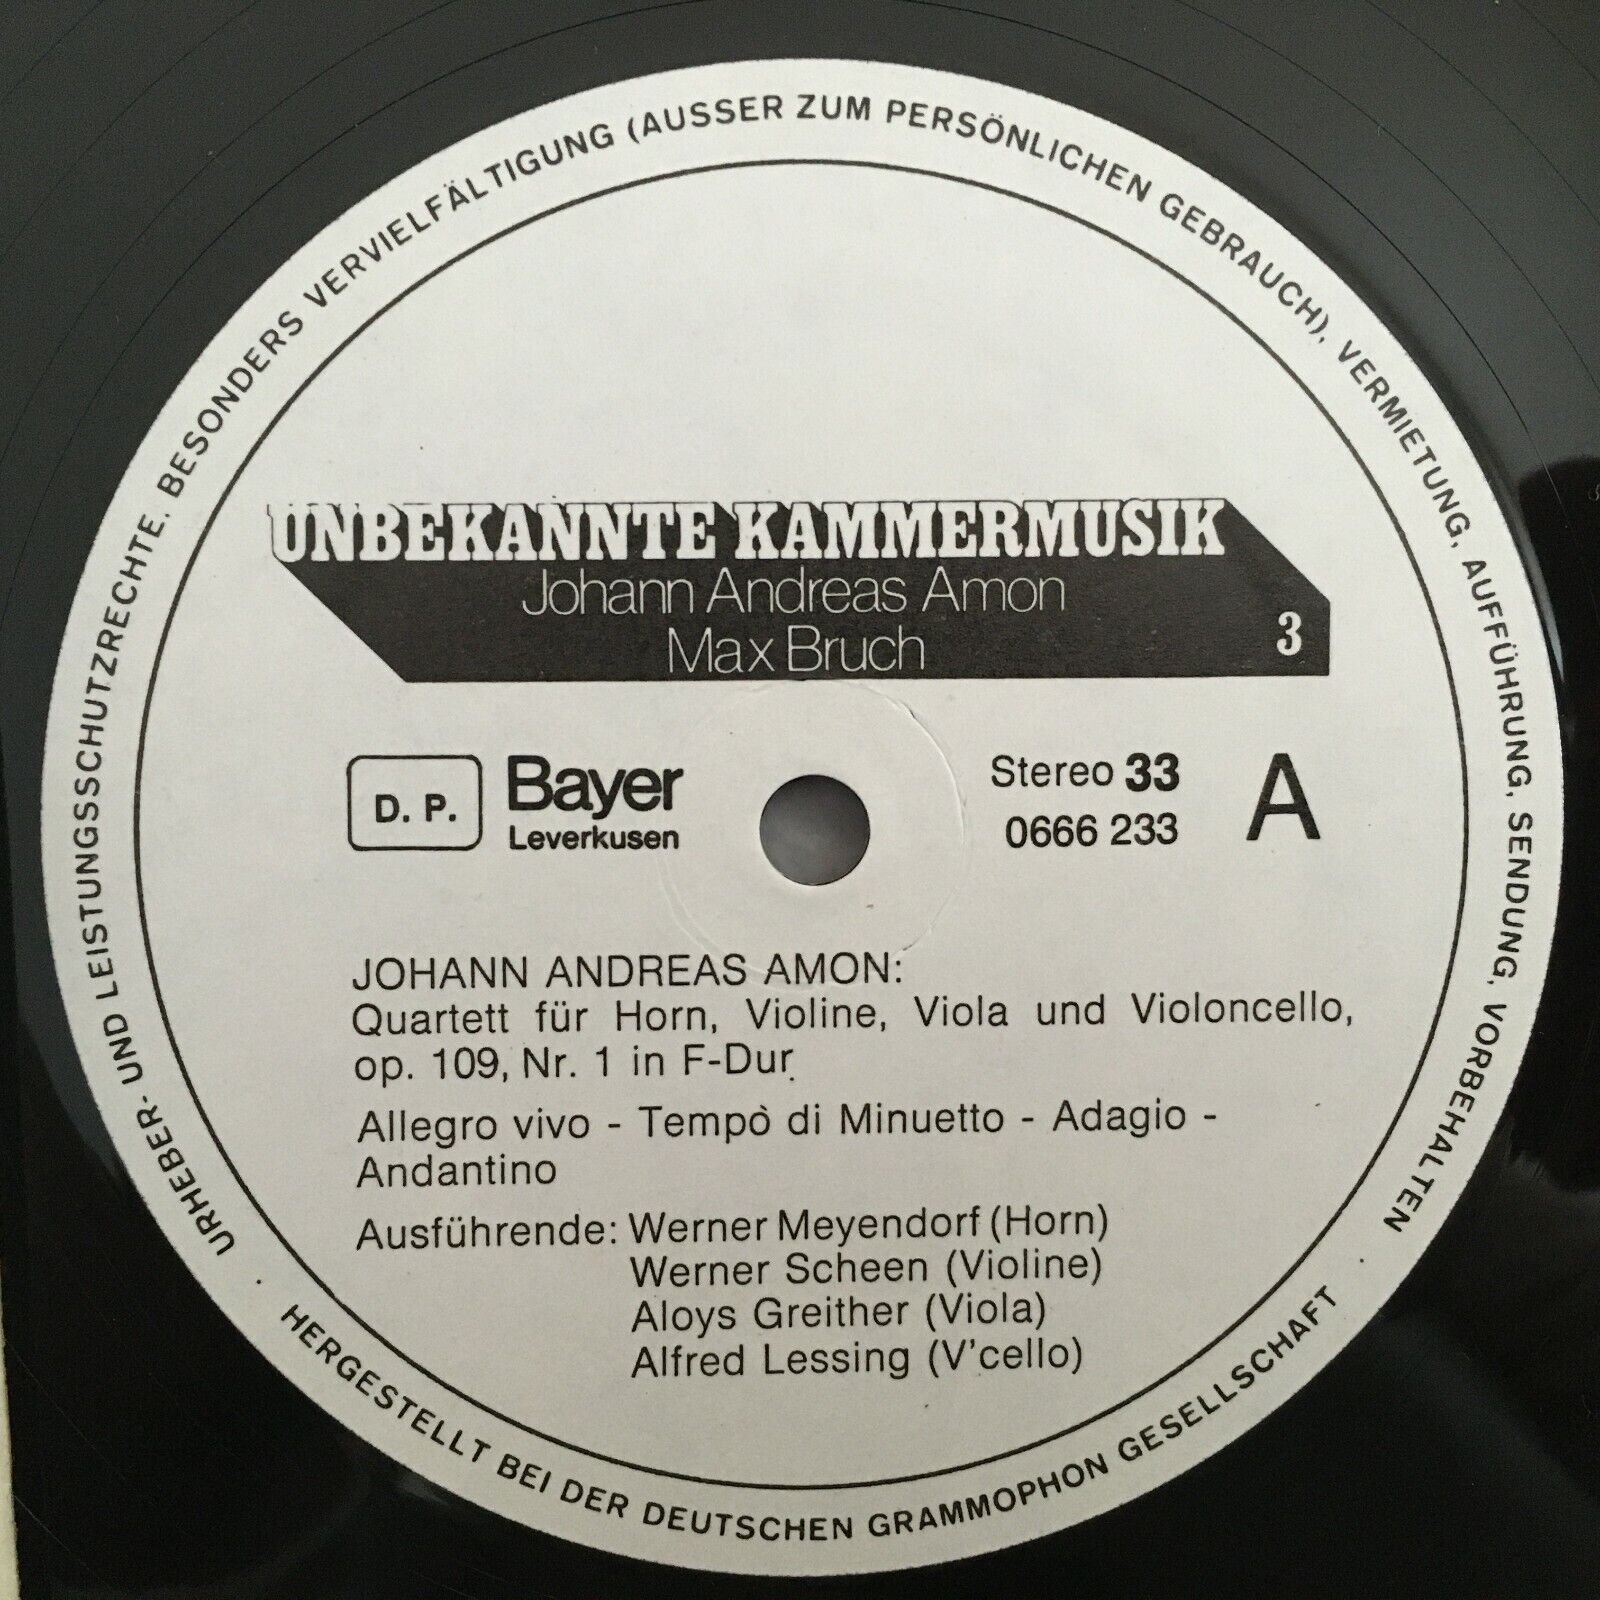 URHEBER- UND LEISTUNGSSCHUTZRECHTE, BESONDERS VERVIELFÄLTIGUNG (AUSSER ZUM PERSÖNLICHEN GEBRAUCH), VERMIETUNG, AUFFÜHRUNG, SENDUNG, VORBEHALTEN
UNBEKANNTE KAMMERMUSIK
Johann Andreas Amon
Max Bruch
3
D. P.
Bayer
Leverkusen
Stereo 33
0666 233
A
JOHANN ANDREAS AMON:
Quartett für Horn, Violine, Viola und Violoncello,
op. 109, Nr. 1 in F-Dur
Allegro vivo - Tempò di Minuetto - Adagio -
Andantino
Ausführende: Werner Meyendorf (Horn)
Werner Scheen (Violine)
Aloys Greither (Viola)
Alfred Lessing (V'cello)
HERGESTELLT BEI DER DEUTSCHEN GRAMMOPHON GESELLSCHAFT